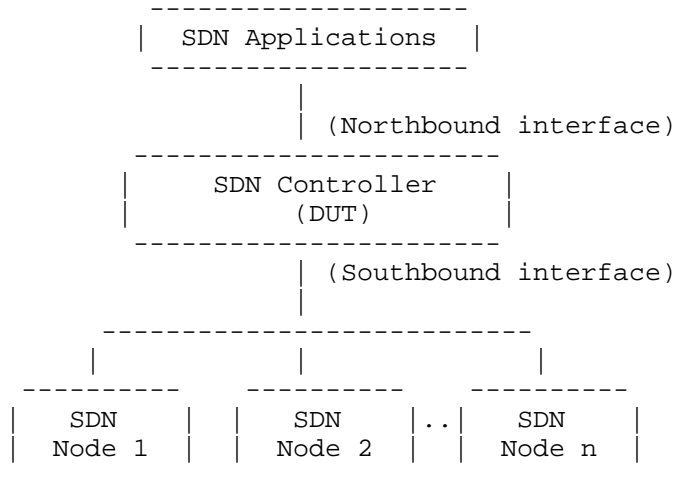 SDN Applications
(Northbound interface)
SDN Controller
(DUT)
(Southbound interface)
SDN SDN .. SDN
Node 1 Node 2 Node n